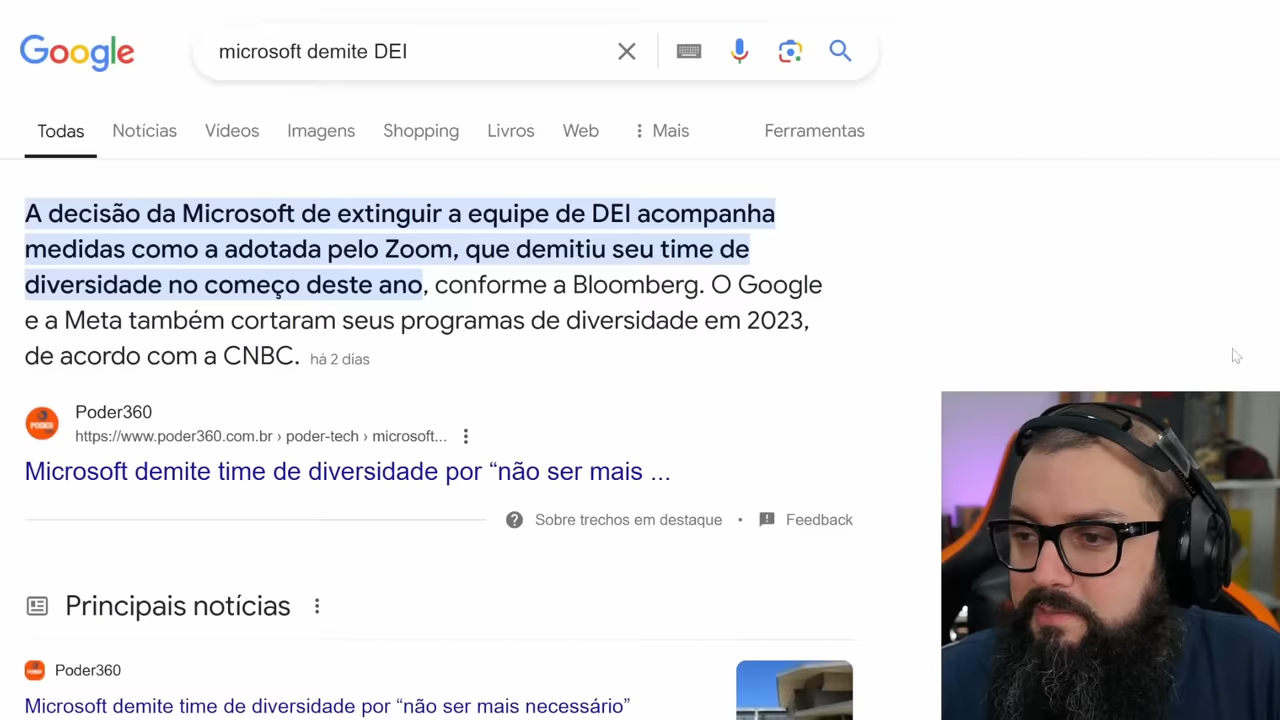 Google
microsoft demite DEI
Todas Notícias Vídeos Imagens Shopping Livros Web Mais Ferramentas
A decisão da Microsoft de extinguir a equipe de DEI acompanha
medidas como a adotada pelo Zoom, que demitiu seu time de
diversidade no começo deste ano, conforme a Bloomberg. O Google
e a Meta também cortaram seus programas de diversidade em 2023,
de acordo com a CNBC. há 2 dias
PODER
Poder360
https://www.poder360.com.br › poder-tech › microsoft...
Microsoft demite time de diversidade por “não ser mais ...
Sobre trechos em destaque • Feedback
Principais notícias
Poder360
Microsoft demite time de diversidade por “não ser mais necessário”